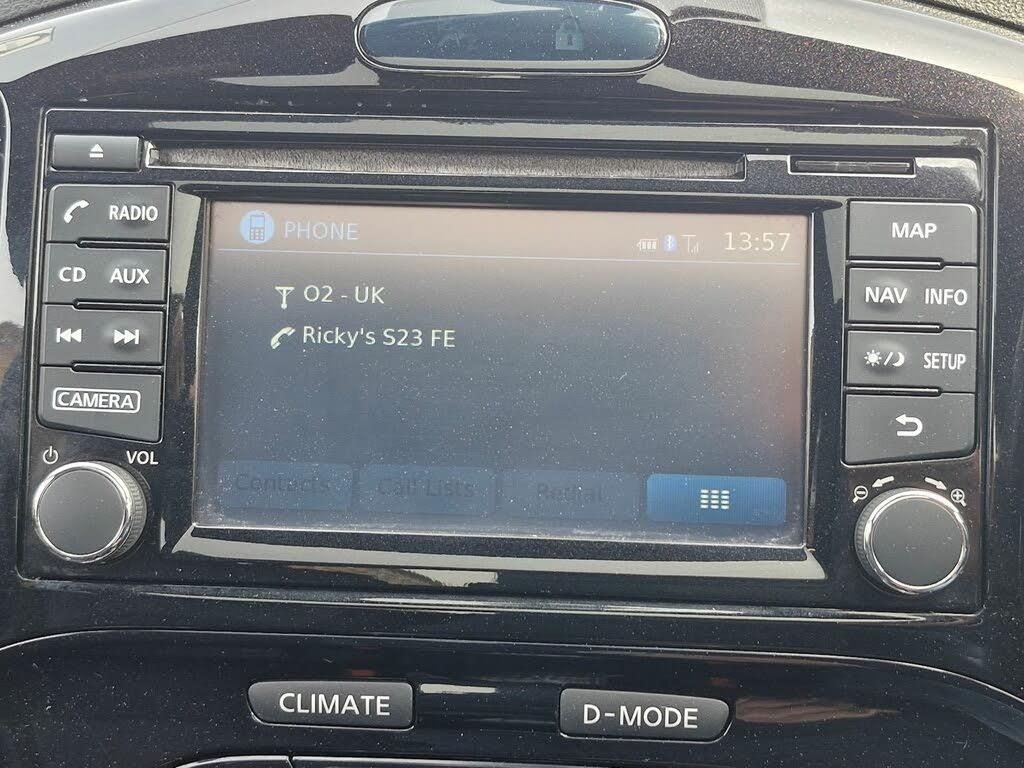 PHONE
13:57
O2 - UK
Ricky's S23 FE
Contacts
Call Lists
Redial
RADIO
CD AUX
CAMERA
VOL
MAP
NAV INFO
SETUP
CLIMATE
D-MODE